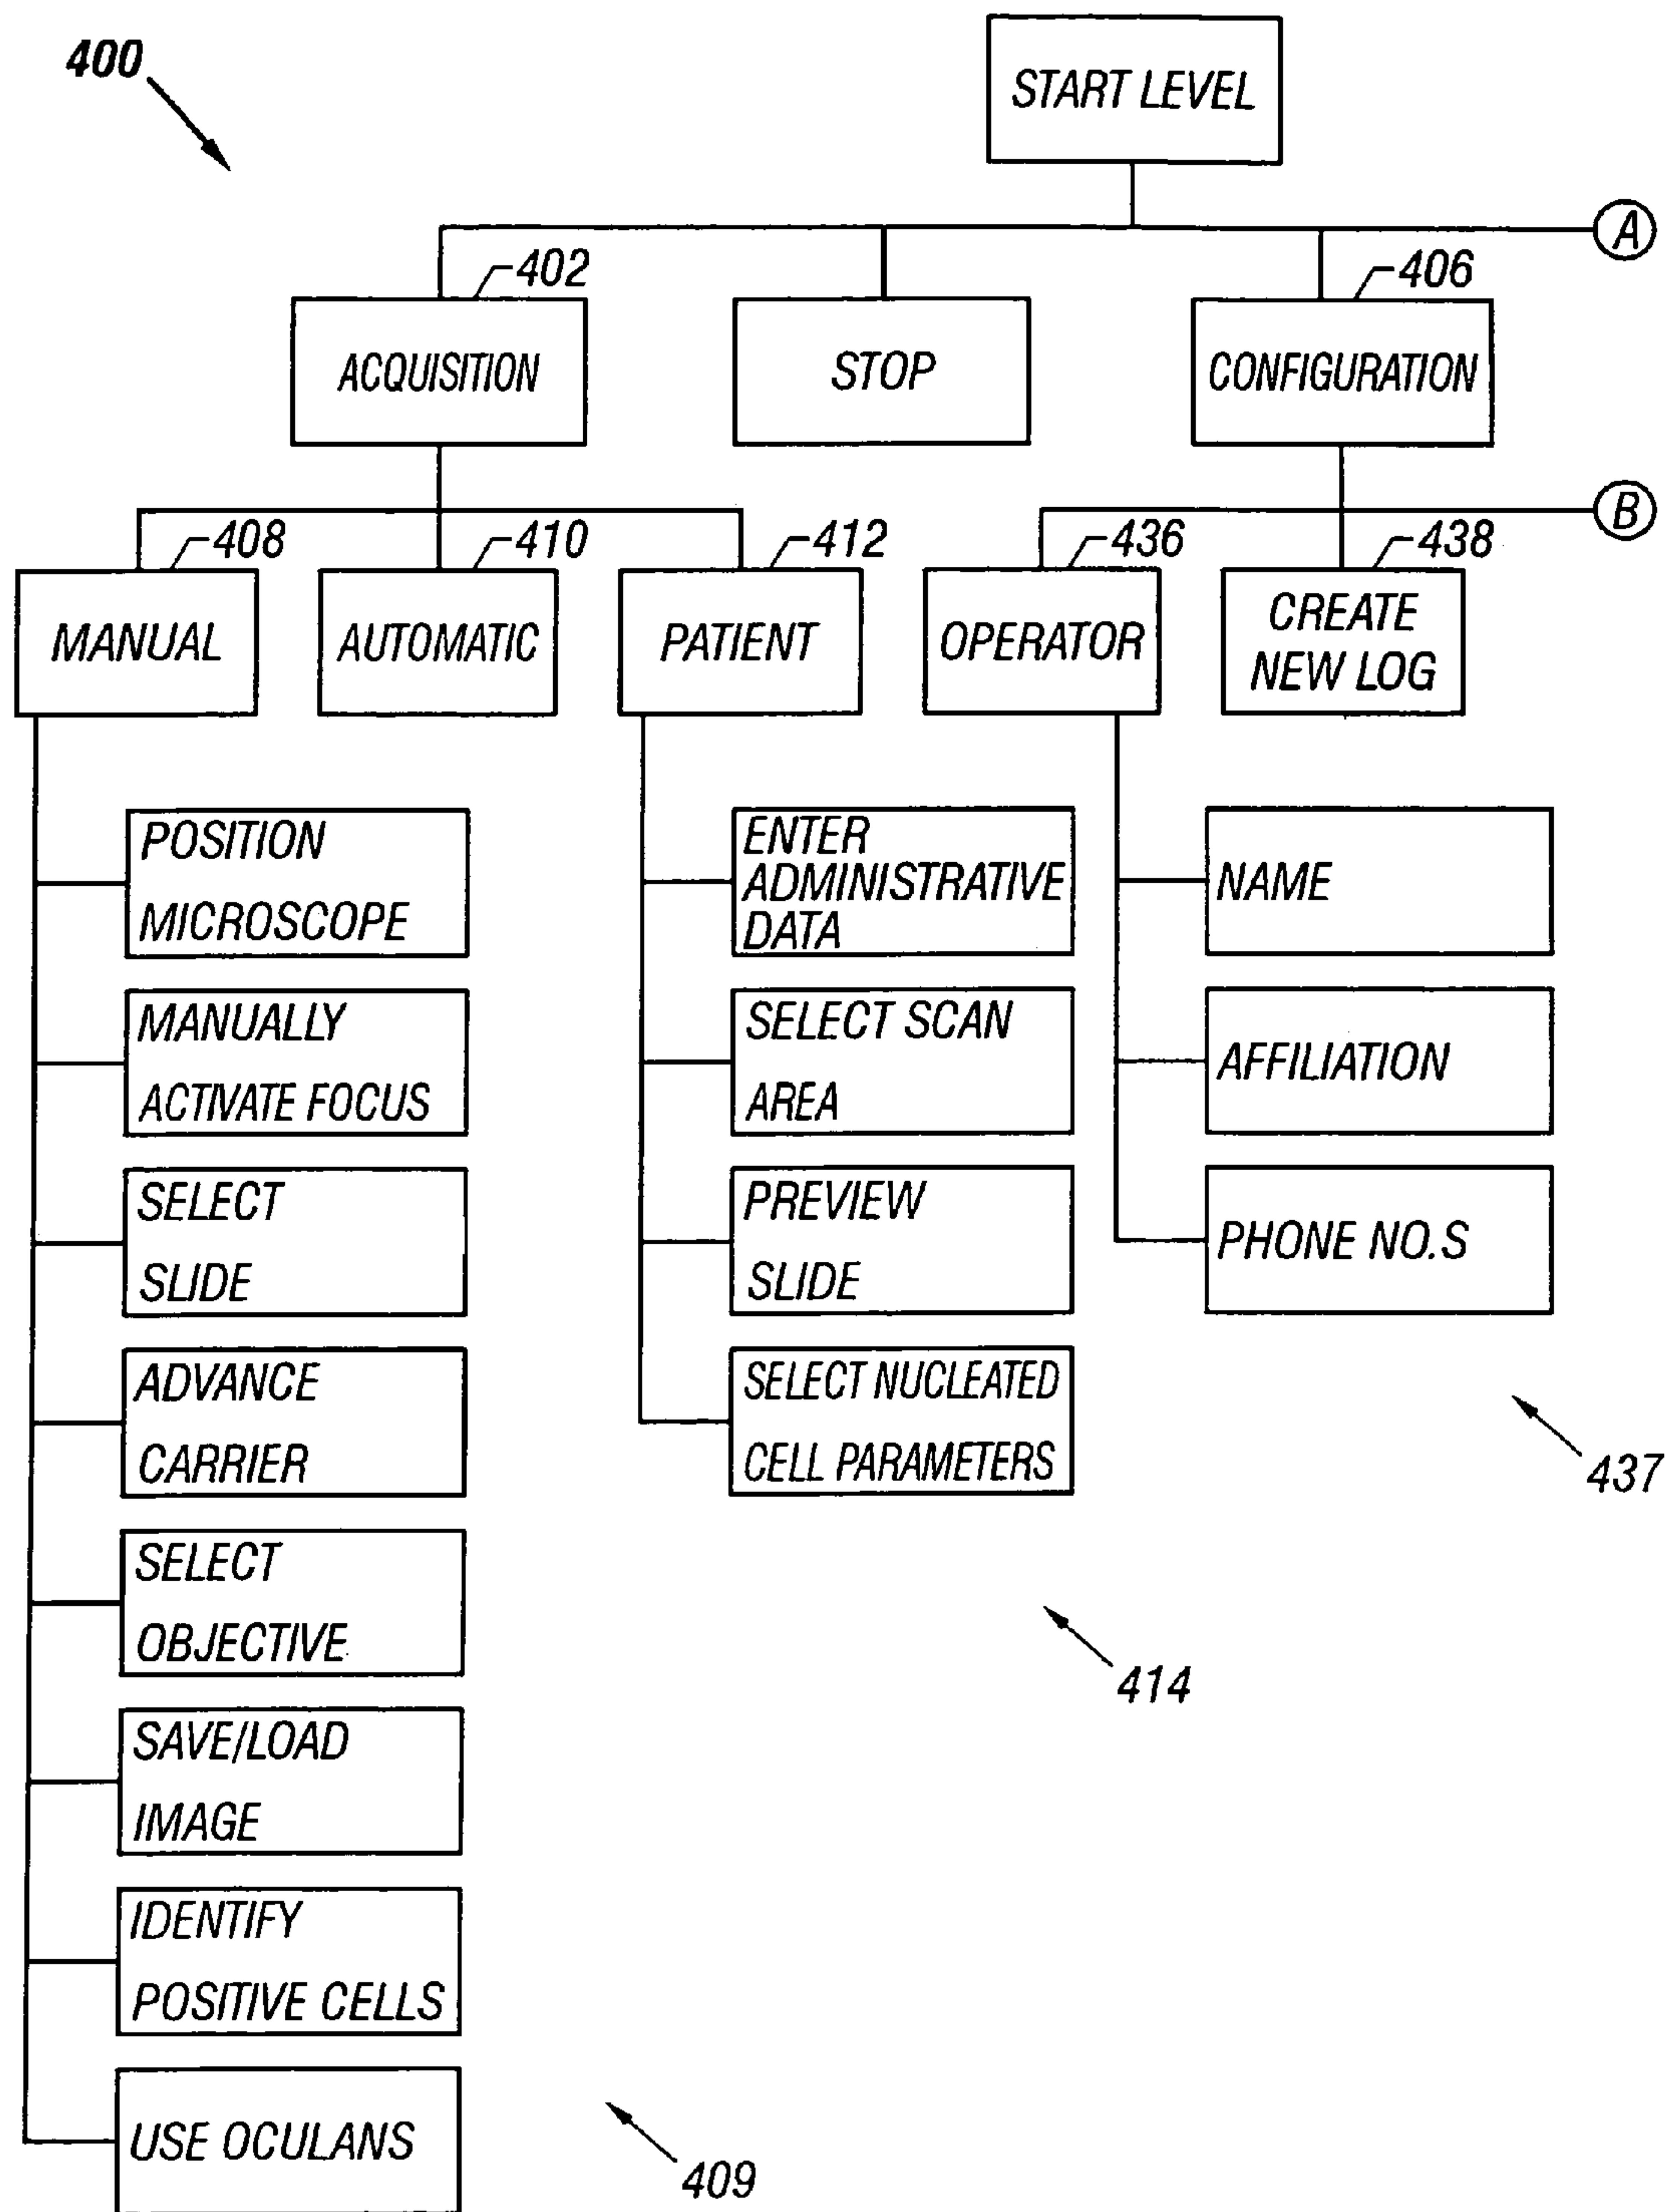 400
START LEVEL
A
402
406
ACQUISITION
STOP
CONFIGURATION
B
408
410
412
436
438
MANUAL
AUTOMATIC
PATIENT
OPERATOR
CREATE
NEW LOG
POSITION
MICROSCOPE
MANUALLY
ACTIVATE FOCUS
SELECT
SLIDE
ADVANCE
CARRIER
SELECT
OBJECTIVE
SAVE/LOAD
IMAGE
IDENTIFY
POSITIVE CELLS
USE OCULANS
409
ENTER
ADMINISTRATIVE
DATA
SELECT SCAN
AREA
PREVIEW
SLIDE
SELECT NUCLEATED
CELL PARAMETERS
414
NAME
AFFILIATION
PHONE NO.S
437